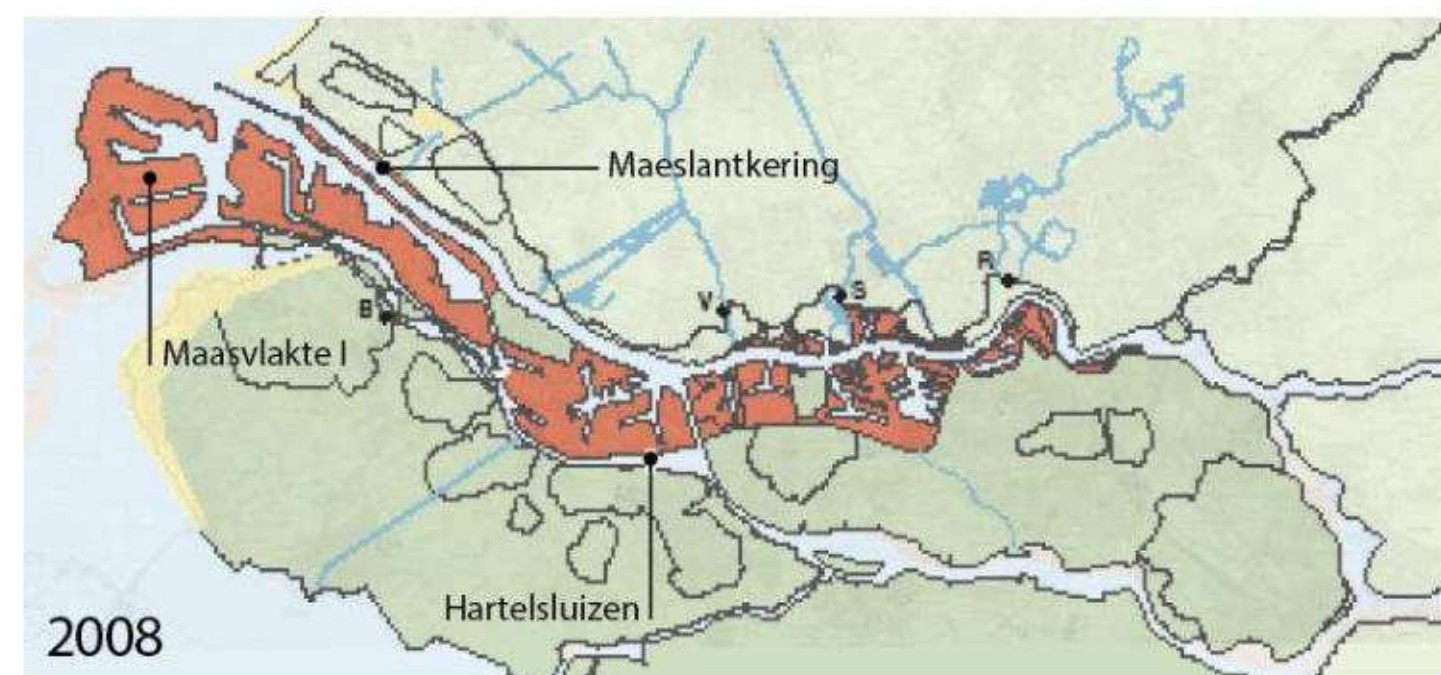 Maeslantkering
R
V
S
B
Maasvlakte I
Hartelsluizen
2008